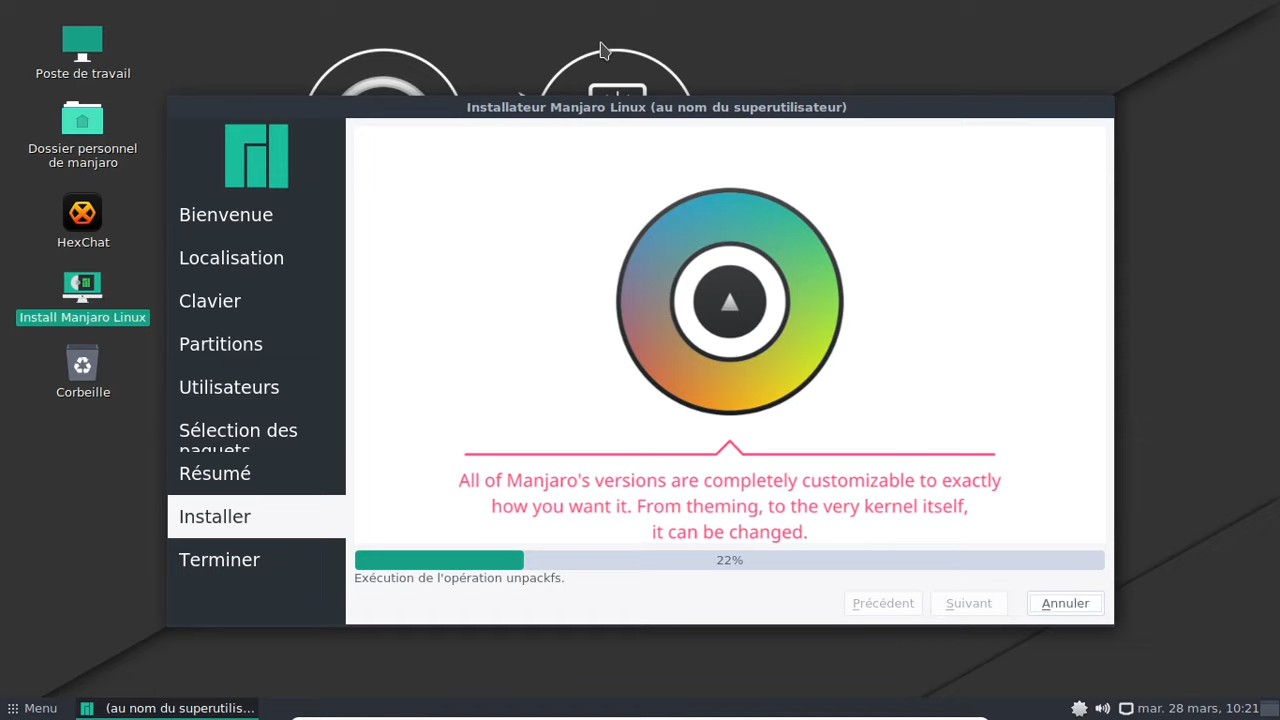 Poste de travail
Dossier personnel
de manjaro
HexChat
Install Manjaro Linux
Corbeille
Installateur Manjaro Linux (au nom du superutilisateur)
Bienvenue
Localisation
Clavier
Partitions
Utilisateurs
Sélection des
paquets
Résumé
Installer
Terminer
All of Manjaro's versions are completely customizable to exactly
how you want it. From theming, to the very kernel itself,
it can be changed.
22%
Exécution de l'opération unpackfs.
Précédent
Suivant
Annuler
Menu
(au nom du superutilis...
mar. 28 mars, 10:21